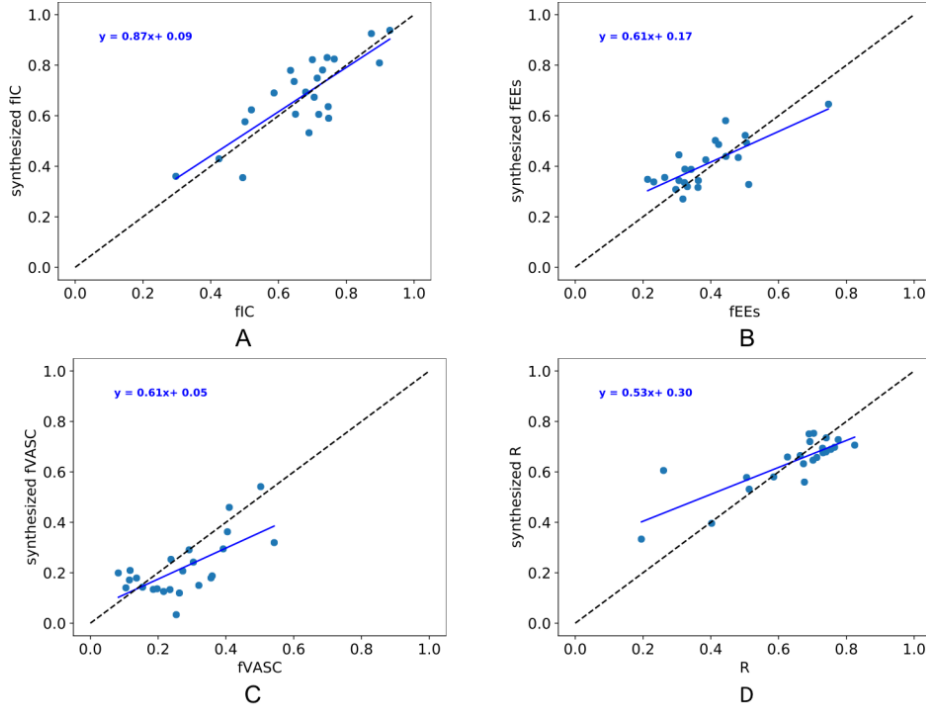 1.0
0.8
0.6
0.4
0.2
0.0
synthesized fIC
y = 0.87x+ 0.09
0.0 0.2 0.4 0.6 0.8 1.0
fIC
A
1.0
0.8
0.6
0.4
0.2
0.0
synthesized fEEs
y = 0.61x+ 0.17
0.0 0.2 0.4 0.6 0.8 1.0
fEEs
B
1.0
0.8
0.6
0.4
0.2
0.0
synthesized fVASC
y = 0.61x+ 0.05
0.0 0.2 0.4 0.6 0.8 1.0
fVASC
C
1.0
0.8
0.6
0.4
0.2
0.0
synthesized R
y = 0.53x+ 0.30
0.0 0.2 0.4 0.6 0.8 1.0
R
D